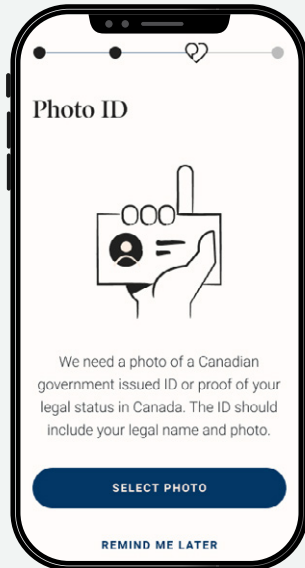 Photo ID
We need a photo of a Canadian
government issued ID or proof of your
legal status in Canada. The ID should
include your legal name and photo.
SELECT PHOTO
REMIND ME LATER